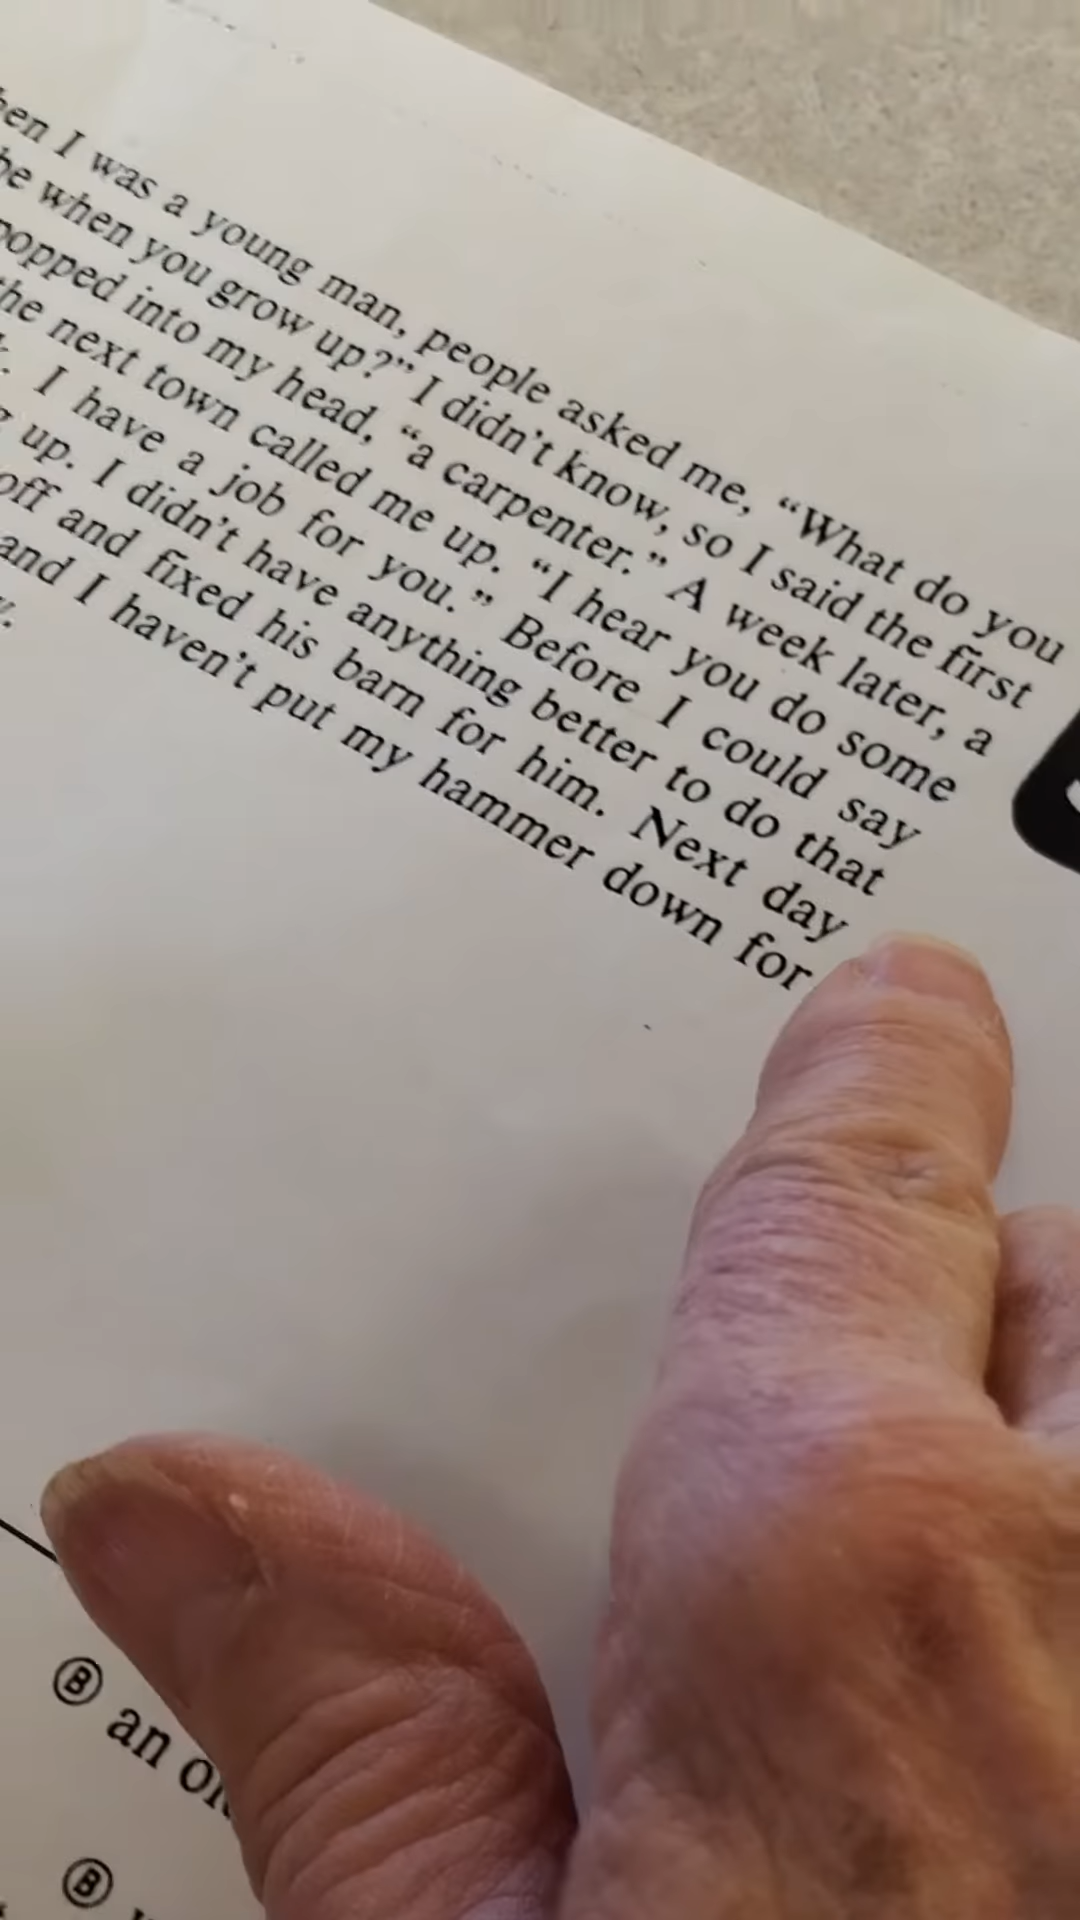 I was a young man, people asked me, “What do you
be when you grow up?” I didn’t know, so I said the first
popped into my head, “a carpenter.” A week later, a
the next town called me up. “I hear you do some
I have a job for you.” Before I could say
up. I didn’t have anything better to do that
off and fixed his barn for him. Next day
and I haven’t put my hammer down for
Ⓑ an
Ⓑ